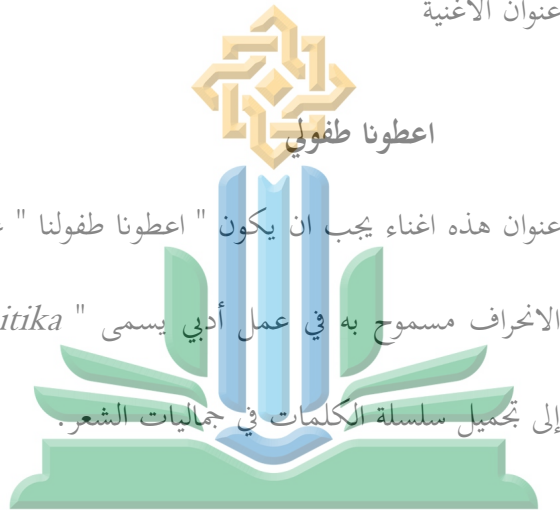 عنوان الأغنية
اعطونا طفولي
عنوان هذه اغناء يجب ان يكون " اعطونا طفولنا "
الانحراف مسموح به في عمل أدبي يسمى " itika
إلى تجميل سلسلة الكلمات في جماليات الشعر.